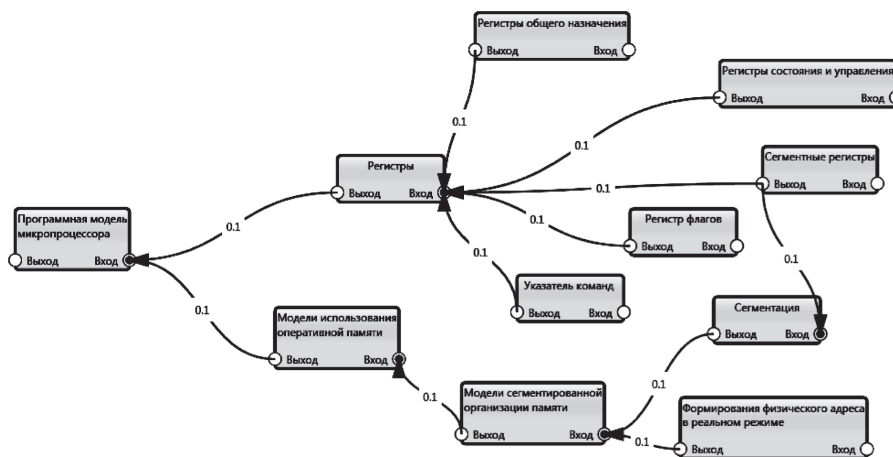 Регистры общего назначения
Выход Вход
Регистры состояния и управления
Выход Вход
0.1
0.1
Регистры
Выход Вход
Сегментные регистры
Выход Вход
0.1
Программная модель
микропроцессора
Выход Вход
0.1
Регистр флагов
Выход Вход
0.1
0.1
0.1
Указатель команд
Выход Вход
Сегментация
Выход Вход
0.1
Модели использования
оперативной памяти
Выход Вход
0.1
0.1
Модели сегментированной
организации памяти
Выход Вход
Формирования физического адреса
в реальном режиме
Выход Вход
0.1